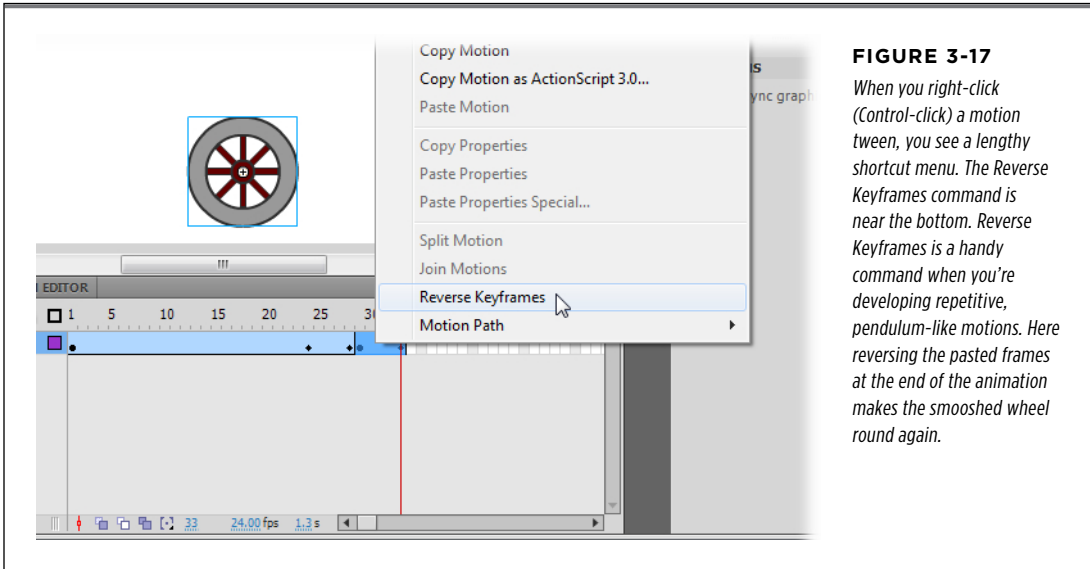 Copy Motion
Copy Motion as ActionScript 3.0...
Paste Motion
Copy Properties
Paste Properties
Paste Properties Special...
Split Motion
Join Motions
Reverse Keyframes
Motion Path
ync graph
EDITOR
1 5 10 15 20 25
33 24.00 fps 1.3 s
FIGURE 3-17
When you right-click
(Control-click) a motion
tween, you see a lengthy
shortcut menu. The Reverse
Keyframes command is
near the bottom. Reverse
Keyframes is a handy
command when you're
developing repetitive,
pendulum-like motions. Here
reversing the pasted frames
at the end of the animation
makes the smooshed wheel
round again.